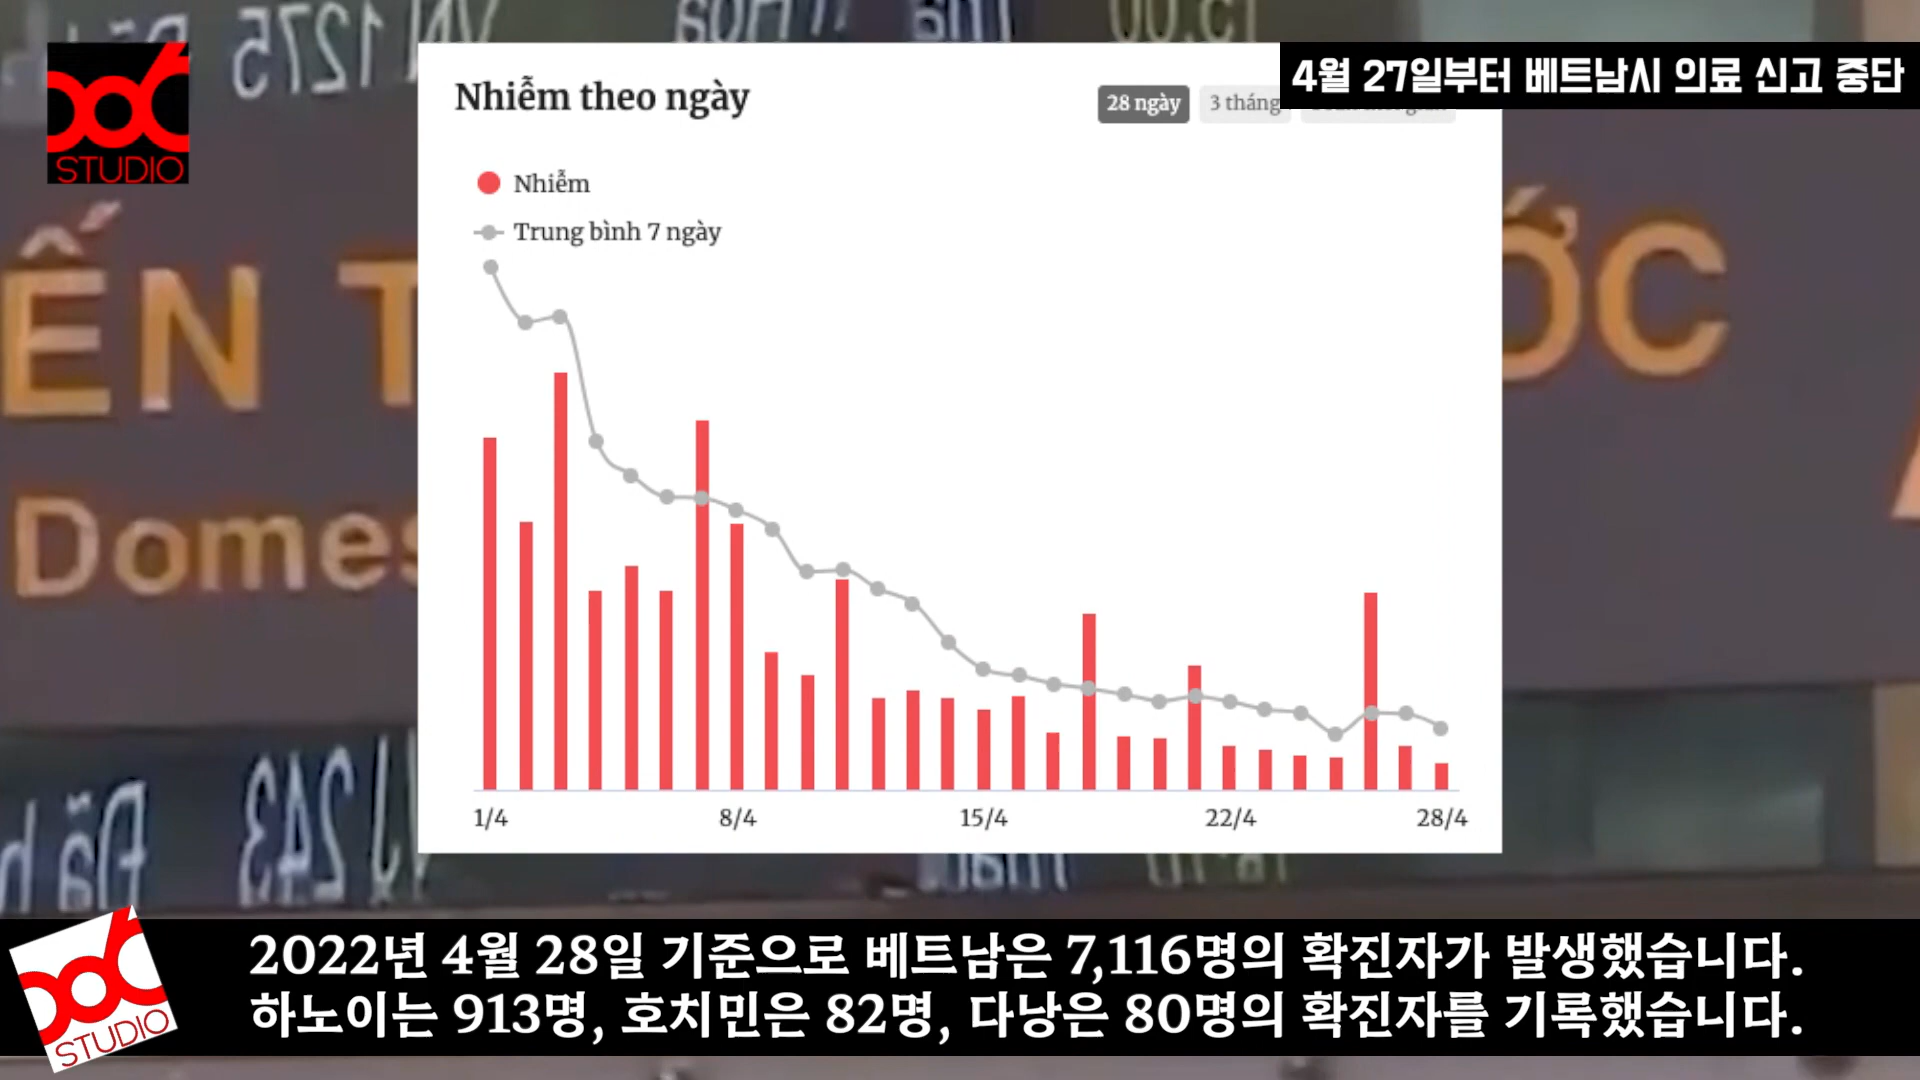 4월 27일부터 베트남시 의료 신고 중단
STUDIO
Nhiễm theo ngày
28 ngày
3 tháng
Nhiễm
Trung bình 7 ngày
ẾN T
ỚC
Domes
1/4
8/4
15/4
22/4
28/4
2022년 4월 28일 기준으로 베트남은 7,116명의 확진자가 발생했습니다.
하노이는 913명, 호치민은 82명, 다낭은 80명의 확진자를 기록했습니다.
STUDIO